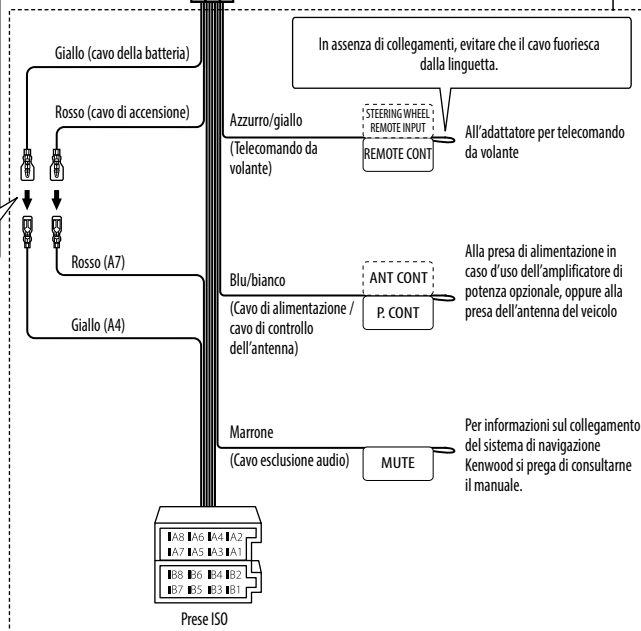 In assenza di collegamenti, evitare che il cavo fuoriesca
dalla linguetta.
Giallo (cavo della batteria)
Rosso (cavo di accensione)
Azzurro/giallo
(Telecomando da
volante)
STEERING WHEEL
REMOTE INPUT
REMOTE CONT
All'adattatore per telecomando
da volante
Rosso (A7)
Giallo (A4)
Blu/bianco
(Cavo di alimentazione /
cavo di controllo
dell'antenna)
ANT CONT
P. CONT
Alla presa di alimentazione in
caso d'uso dell'amplificatore di
potenza opzionale, oppure alla
presa dell'antenna del veicolo
Marrone
(Cavo esclusione audio)
MUTE
Per informazioni sul collegamento
del sistema di navigazione
Kenwood si prega di consultarne
il manuale.
A8 A6 A4 A2
A7 A5 A3 A1
B8 B6 B4 B2
B7 B5 B3 B1
Prese ISO